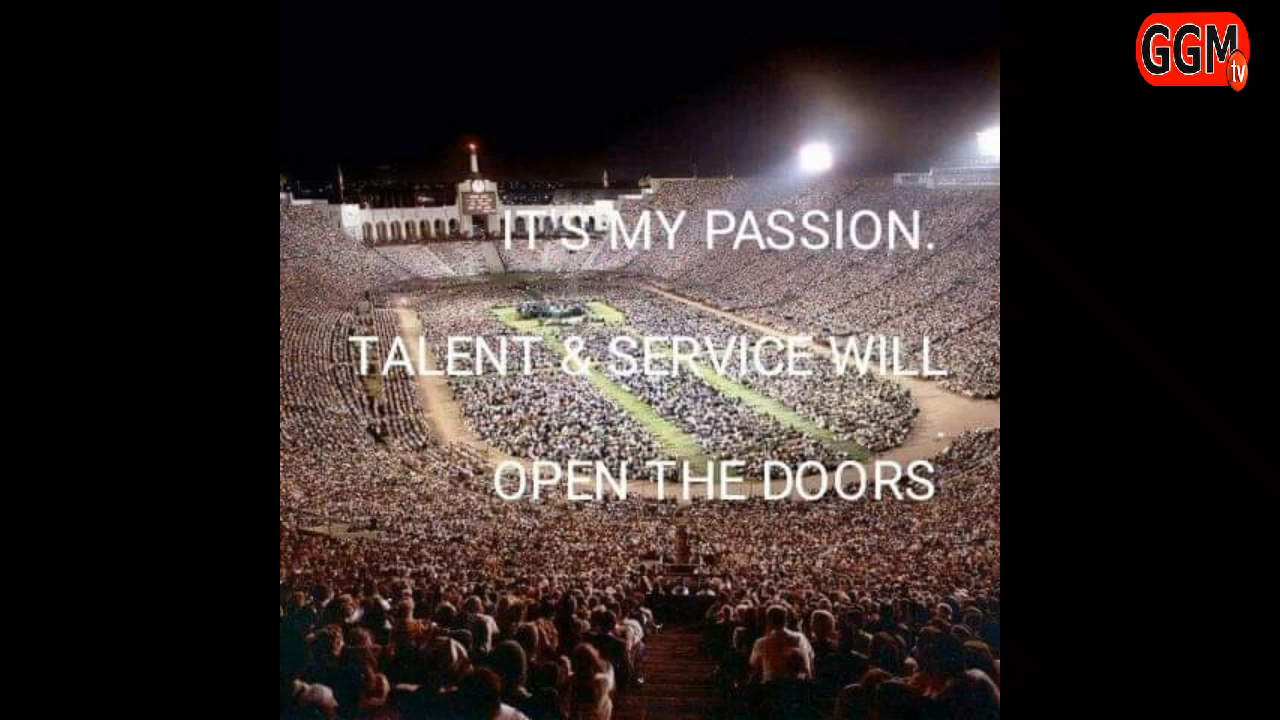 GGM
tv
IT'S MY PASSION.
TALENT & SERVICE WILL
OPEN THE DOORS